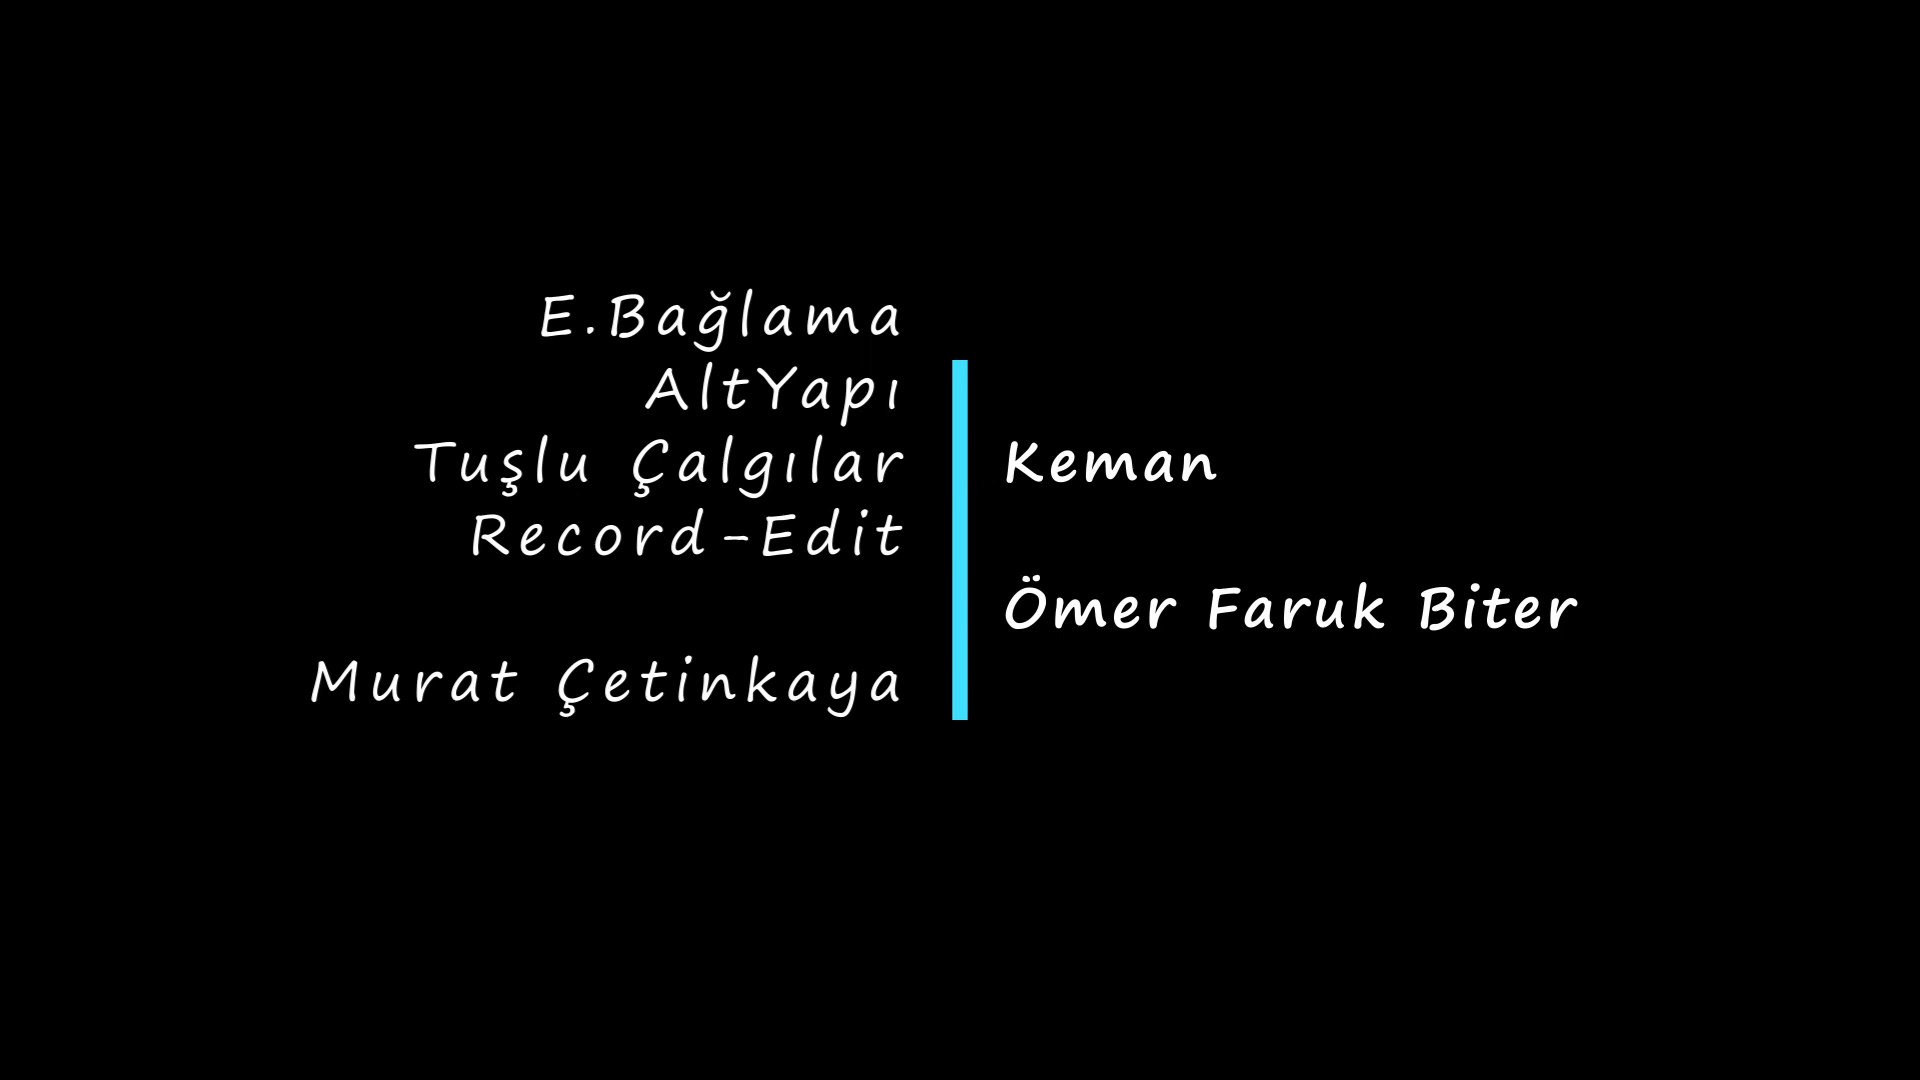 E.Bağlama
AltYapı
Tuşlu Çalgılar
Record-Edit
Murat Çetinkaya
Keman
Ömer Faruk Biter